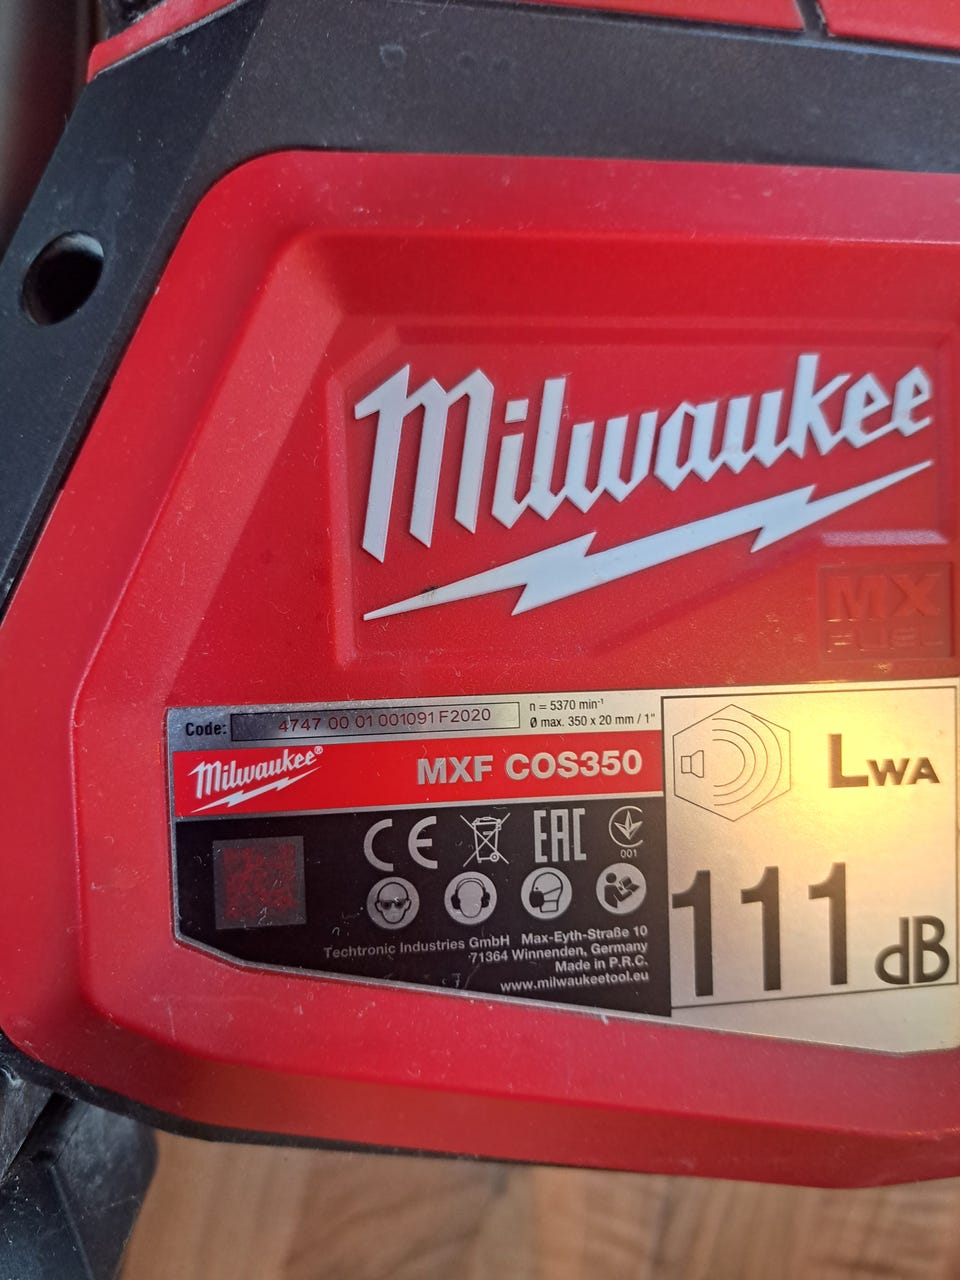 Milwaukee
MX
FUEL
Code: 4747 00 01 001091 F2020
n = 5370 min⁻¹
Ø max. 350 x 20 mm / 1"
Milwaukee®
MXF COS350
CE
EAC
001
Techtronic Industries GmbH Max-Eyth-Straße 10
71364 Winnenden, Germany
Made in P.R.C.
www.milwaukeetool.eu
LWA
111 dB